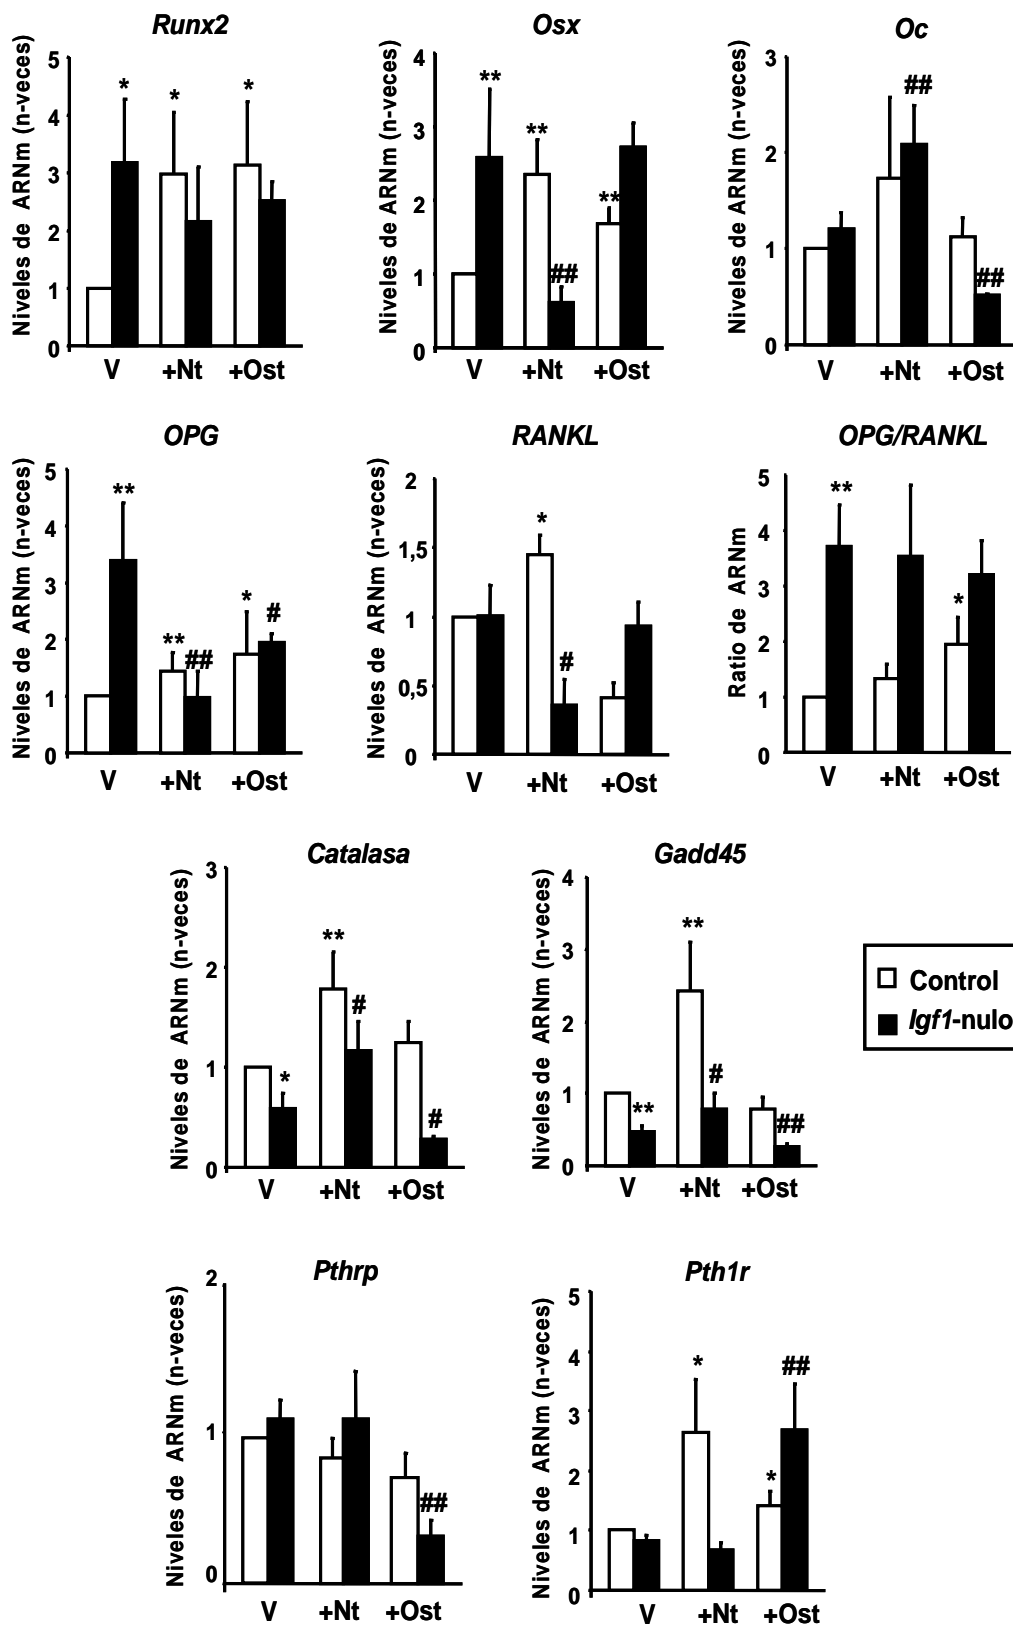 Runx2
Niveles de ARNm (n-veces)
5
4
3
2
1
0
*
*
*
V +Nt +Ost
Osx
Niveles de ARNm (n-veces)
4
3
2
1
0
**
**
##
**
V +Nt +Ost
Oc
Niveles de ARNm (n-veces)
3
2
1
0
##
##
V +Nt +Ost
OPG
Niveles de ARNm (n-veces)
5
4
3
2
1
0
**
**
##
*
#
V +Nt +Ost
RANKL
Niveles de ARNm (n-veces)
2
1,5
1
0,5
0
*
#
V +Nt +Ost
OPG/RANKL
Ratio de ARNm
5
4
3
2
1
0
**
*
V +Nt +Ost
Catalasa
Niveles de ARNm (n-veces)
3
2
1
0
*
**
#
#
V +Nt +Ost
Gadd45
Niveles de ARNm (n-veces)
4
3
2
1
0
**
**
#
##
V +Nt +Ost
Control
Igf1-nulo
Pthrp
Niveles de ARNm (n-veces)
2
1
0
##
V +Nt +Ost
Pth1r
Niveles de ARNm (n-veces)
5
4
3
2
1
0
*
*
##
V +Nt +Ost